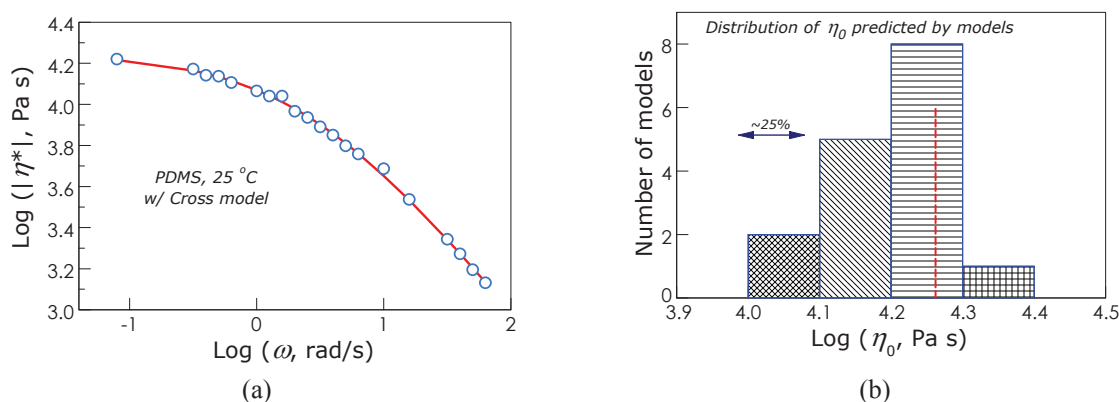 4.4
4.2
4.0
3.8
3.6
3.4
3.2
3.0
Log (|η*|, Pa s)
PDMS, 25 °C
w/ Cross model
-1
0
1
2
Log (ω, rad/s)
(a)
Distribution of η₀ predicted by models
8
6
4
2
0
Number of models
~25%
3.9
4.0
4.1
4.2
4.3
4.4
4.5
Log (η₀, Pa s)
(b)